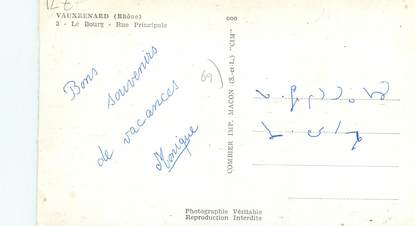 VAUXRENARD (Rhône)
2 - Le Bourg - Rue Principale
Bons
souvenirs
de vacances
Monique
69)
COMBIER IMP. MACON (S.-et-L.) "CIM"
Photographie Véritable
Reproduction Interdite